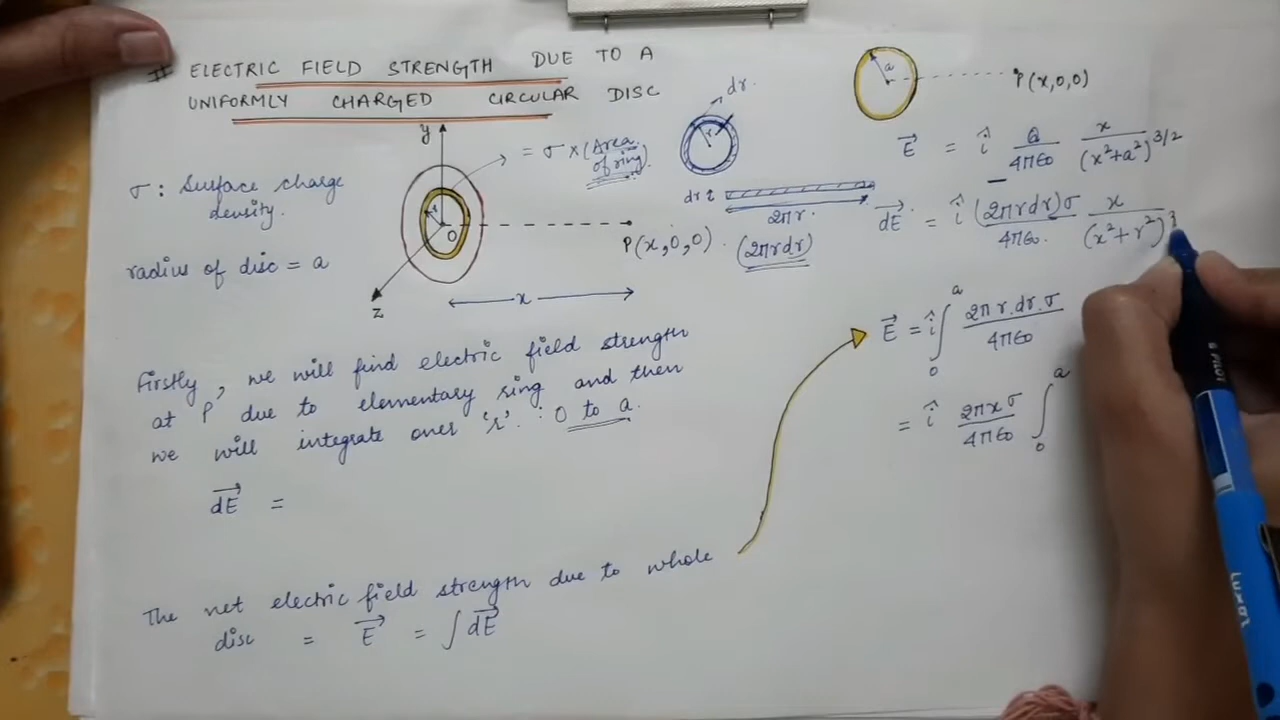 # ELECTRIC FIELD STRENGTH DUE TO A
UNIFORMLY CHARGED CIRCULAR DISC
σ : Surface charge
density.
radius of disc = a
y
r
O
z
x
P(x,0,0).
= σ × (Area
of ring).
dr.
r
dr
2πr.
(2πrdr)
a
P(x,0,0)
E⃗ = î Q/4πε₀ x/(x²+a²)^3/2
dE⃗ = î (2πrdr)σ/4πε₀. x/(x²+r²)^3
Firstly, we will find electric field strength
at P due to elementary ring and then
we will integrate over 'r'. : 0 to a.
dE⃗ =
The net electric field strength due to whole
disc = E⃗ = ∫dE⃗
E⃗ = î ∫₀ᵃ 2πr.dr.σ/4πε₀
= î 2πxσ/4πε₀ ∫₀ᵃ
PILOT